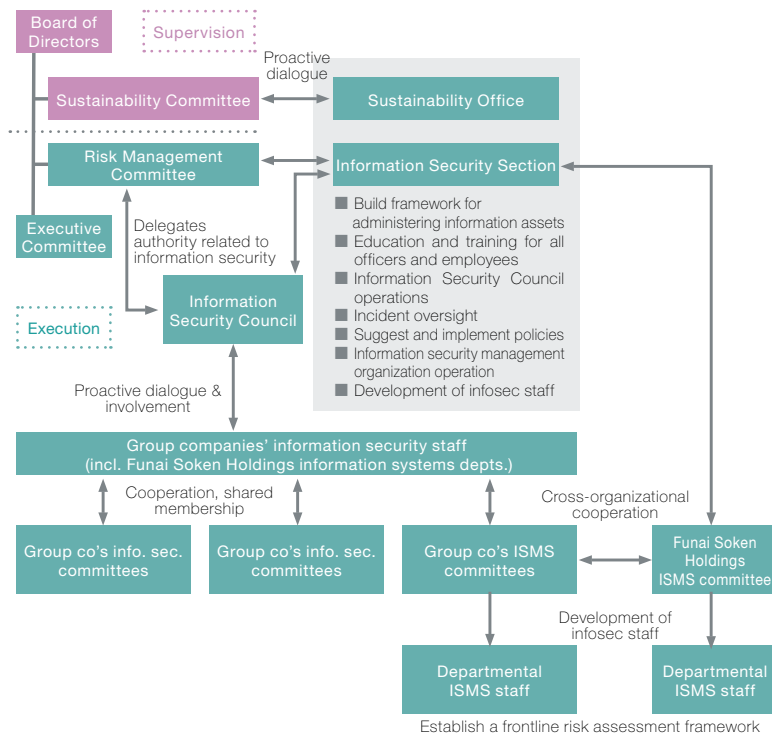 Board of
Directors
Supervision
Proactive
dialogue
Sustainability Committee
Sustainability Office
Risk Management
Committee
Information Security Section
Executive
Committee
Delegates
authority related to
information security
■ Build framework for
administering information assets
■ Education and training for all
officers and employees
■ Information Security Council
operations
■ Incident oversight
■ Suggest and implement policies
■ Information security management
organization operation
■ Development of infosec staff
Information
Security Council
Execution
Proactive dialogue &
involvement
Group companies' information security staff
(incl. Funai Soken Holdings information systems depts.)
Cooperation, shared
membership
Cross-organizational
cooperation
Group co's info. sec.
committees
Group co's info. sec.
committees
Group co's ISMS
committees
Funai Soken
Holdings
ISMS committee
Development of
infosec staff
Departmental
ISMS staff
Departmental
ISMS staff
Establish a frontline risk assessment framework